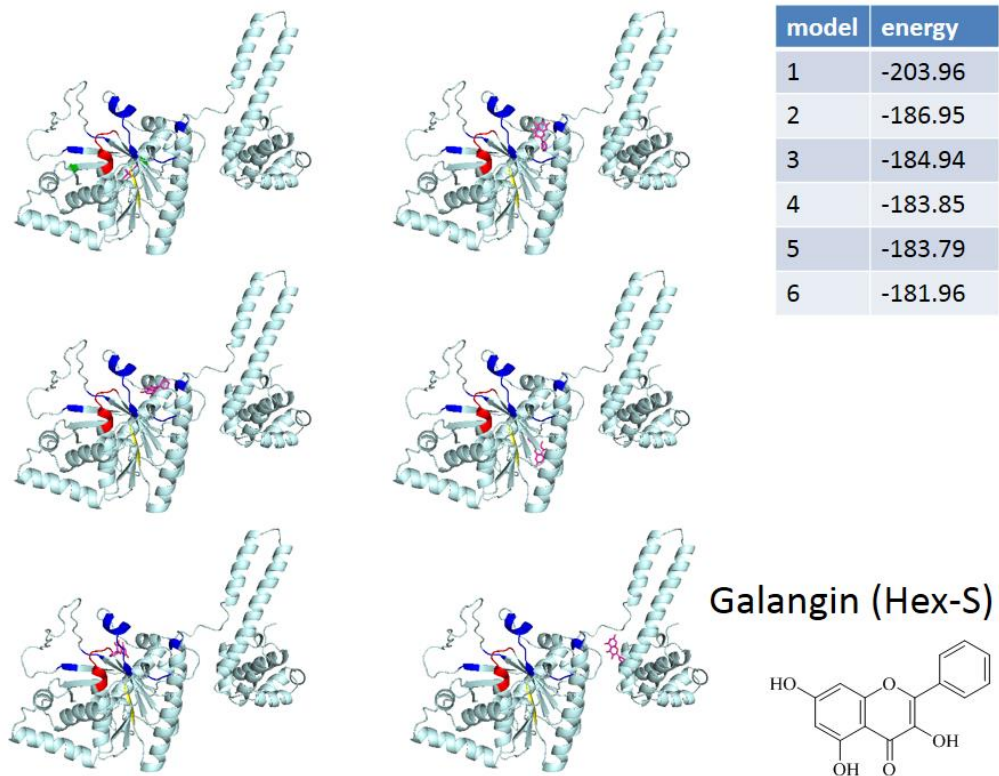 model energy
1 -203.96
2 -186.95
3 -184.94
4 -183.85
5 -183.79
6 -181.96
Galangin (Hex-S)
HO
O
OH
OH O